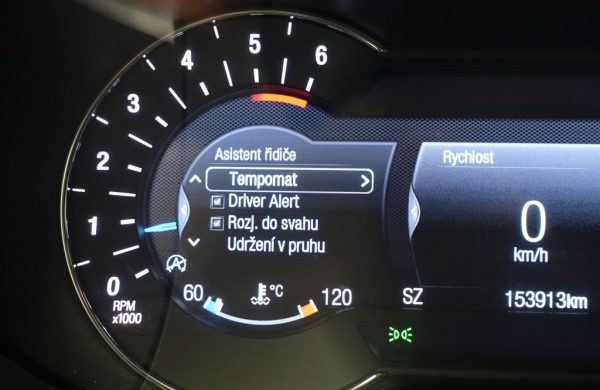 6
5
4
3
2
1
0
RPM
x1000
Asistent řidiče
Tempomat >
Driver Alert
Rozj. do svahu
Udržení v pruhu
A
60 °C 120
Rychlost
0
km/h
SZ 153913km